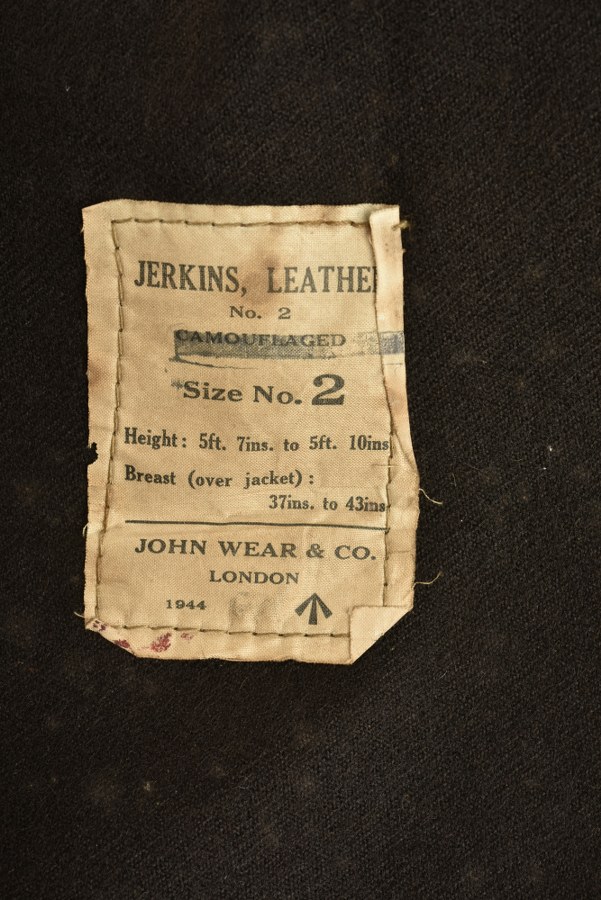 JERKINS, LEATHE
No. 2
CAMOUFLAGED
Size No. 2
Height: 5ft. 7ins. to 5ft. 10ins
Breast (over jacket):
37ins. to 43ins.
JOHN WEAR & CO.
LONDON
1944